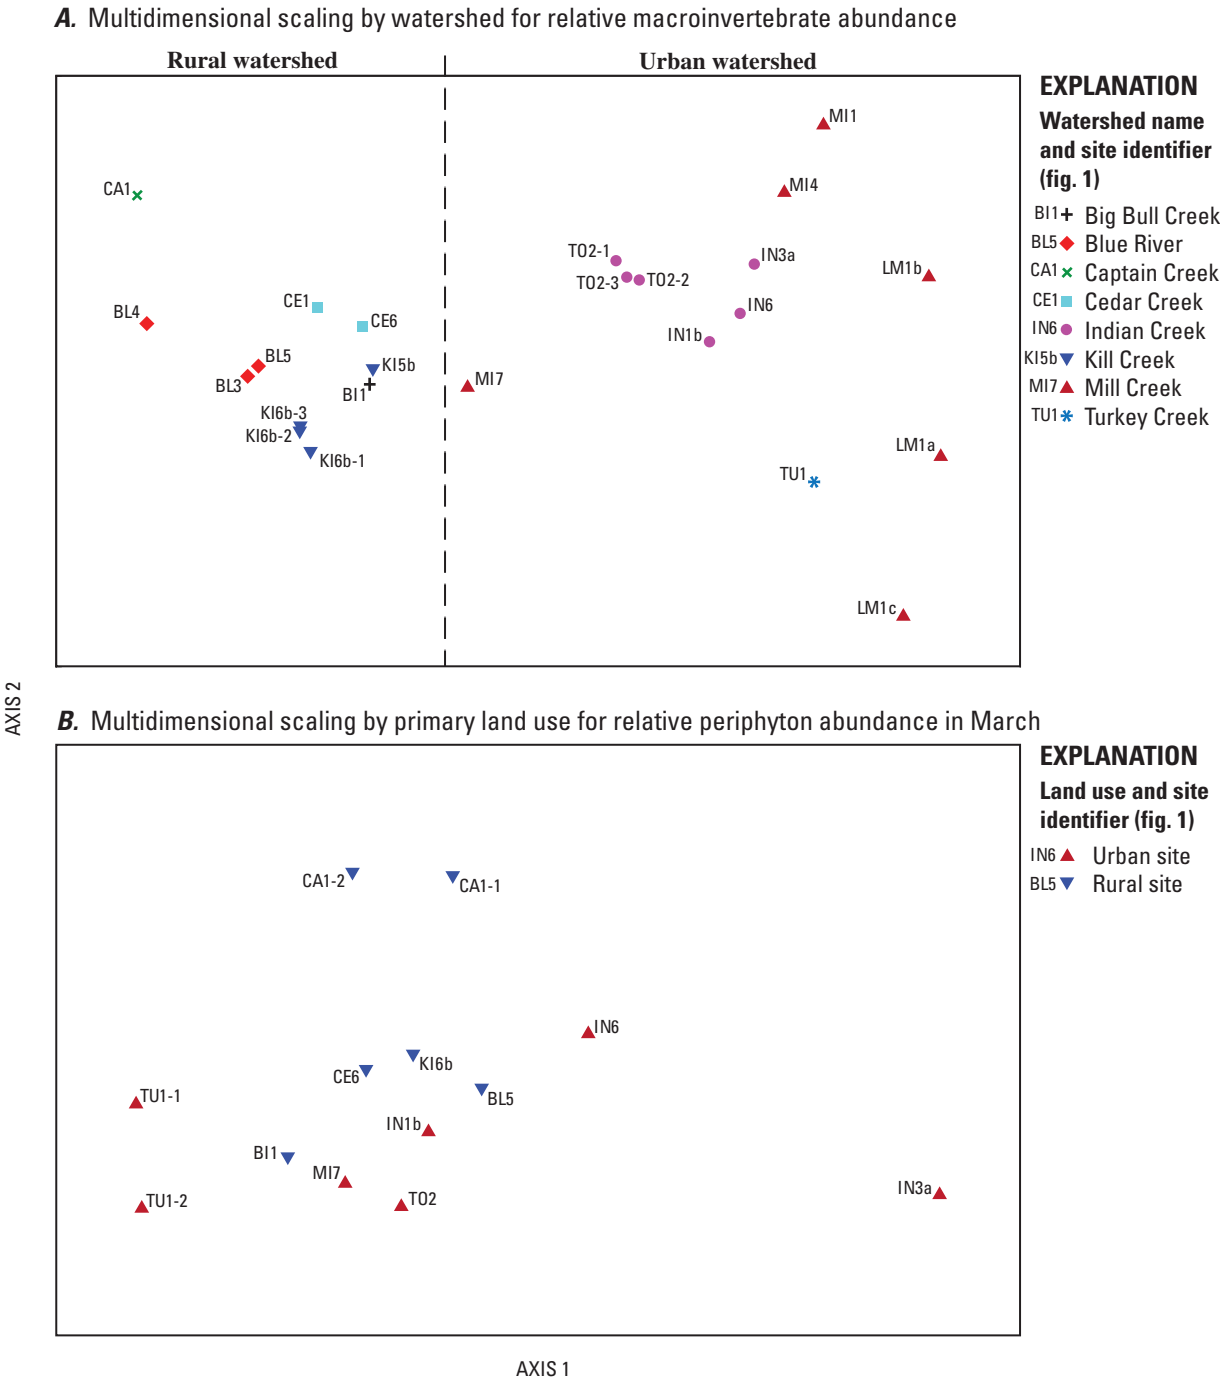 A. Multidimensional scaling by watershed for relative macroinvertebrate abundance
Rural watershed
Urban watershed
MI1
CA1
MI4
TO2-1
TO2-3
TO2-2
IN3a
LM1b
CE1
CE6
BL4
IN6
IN1b
BL5
BL3
KI5b
BI1
MI7
KI6b-3
KI6b-2
KI6b-1
LM1a
TU1
LM1c
EXPLANATION
Watershed name
and site identifier
(fig. 1)
BI1 Big Bull Creek
BL5 Blue River
CA1 Captain Creek
CE1 Cedar Creek
IN6 Indian Creek
KI5b Kill Creek
MI7 Mill Creek
TU1 Turkey Creek
AXIS 2
B. Multidimensional scaling by primary land use for relative periphyton abundance in March
CA1-2
CA1-1
IN6
KI6b
CE6
BL5
TU1-1
IN1b
BI1
MI7
TO2
TU1-2
IN3a
EXPLANATION
Land use and site
identifier (fig. 1)
IN6 Urban site
BL5 Rural site
AXIS 1